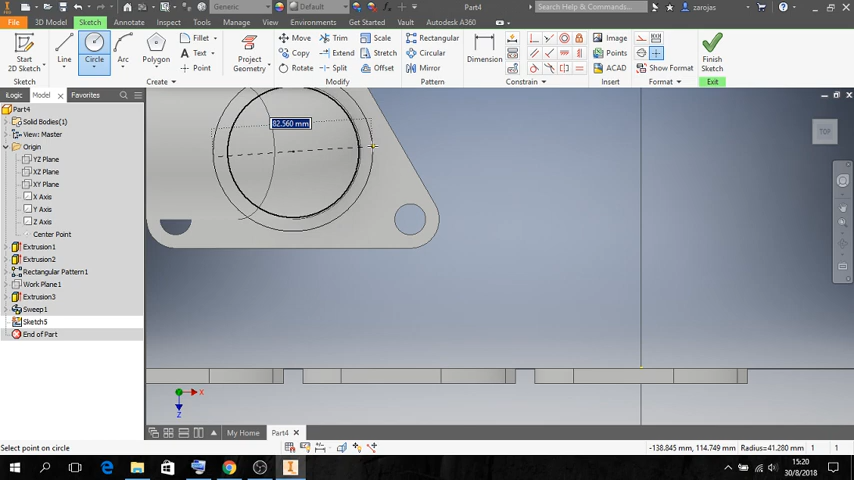 Generic Default Part4 Search Help & Commands... zarojas
File 3D Model Sketch Annotate Inspect Tools Manage View Environments Get Started Vault Autodesk A360
Start 2D Sketch Line Circle Arc Polygon Fillet Text Point Project Geometry Move Copy Rotate Trim Extend Split Scale Stretch Offset Rectangular Circular Mirror Dimension Image Points ACAD Show Format Finish Sketch
Sketch Create Modify Pattern Constrain Insert Format Exit
iLogic Model Favorites
Part4
Solid Bodies(1)
View: Master
Origin
YZ Plane
XZ Plane
XY Plane
X Axis
Y Axis
Z Axis
Center Point
Extrusion1
Extrusion2
Rectangular Pattern1
Work Plane1
Extrusion3
Sweep1
Sketch5
End of Part
82.560 mm
TOP
X
Z
My Home Part4
Select point on circle -138.845 mm, 114.749 mm Radius=41.280 mm 1 1
15:20
30/8/2018